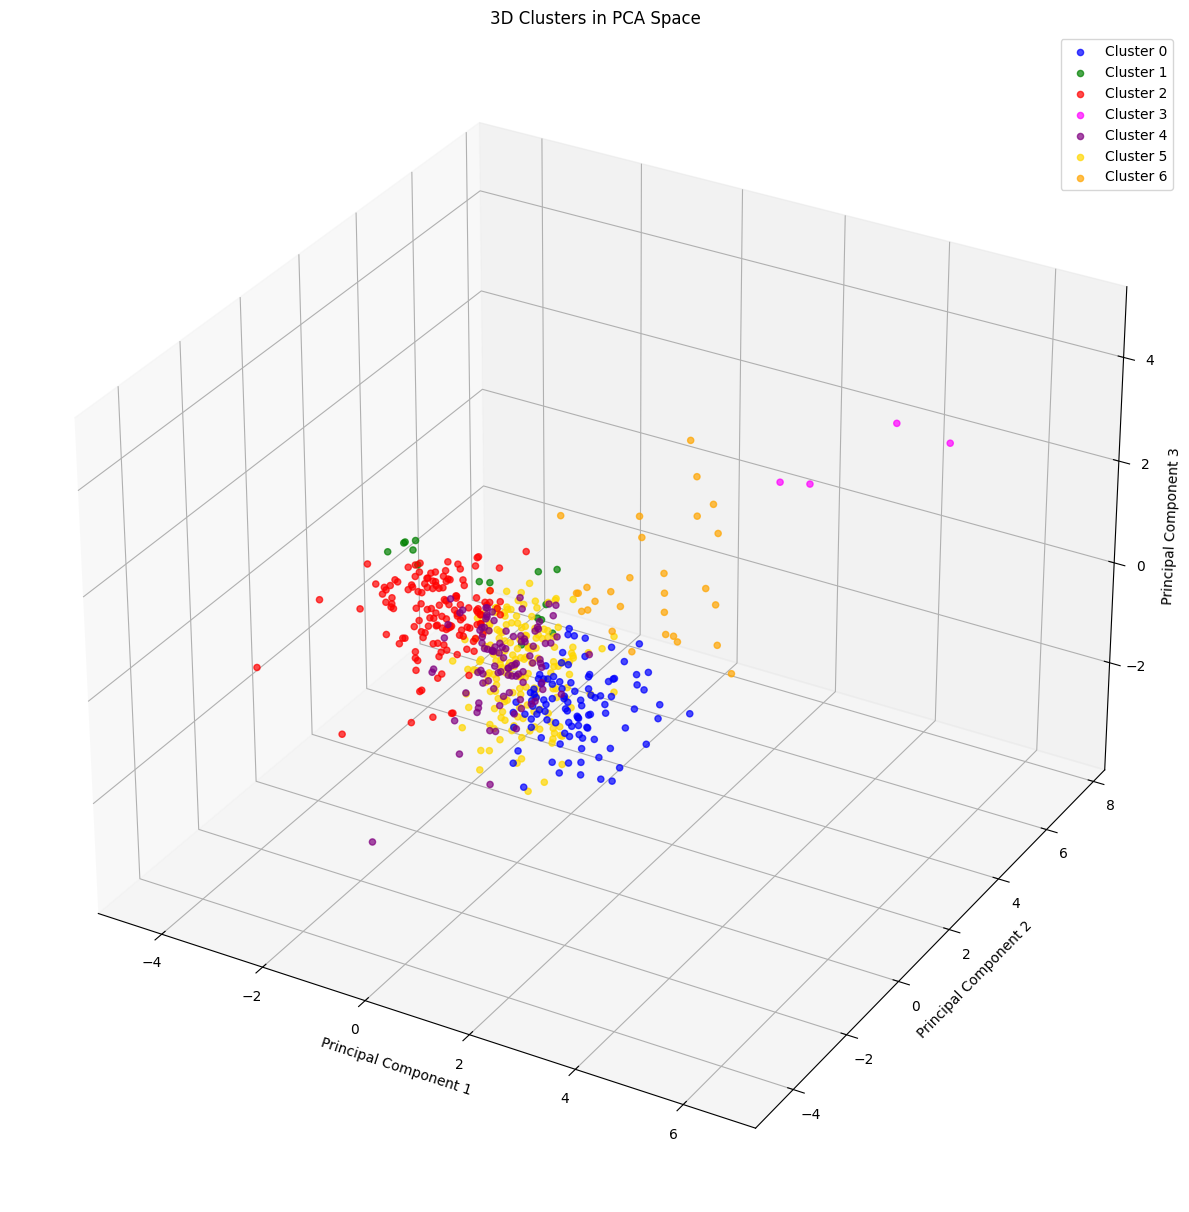 3D Clusters in PCA Space
Cluster 0
Cluster 1
Cluster 2
Cluster 3
Cluster 4
Cluster 5
Cluster 6
4
2
0
−2
Principal Component 3
8
6
4
2
0
−2
−4
Principal Component 2
−4
−2
0
2
4
6
Principal Component 1